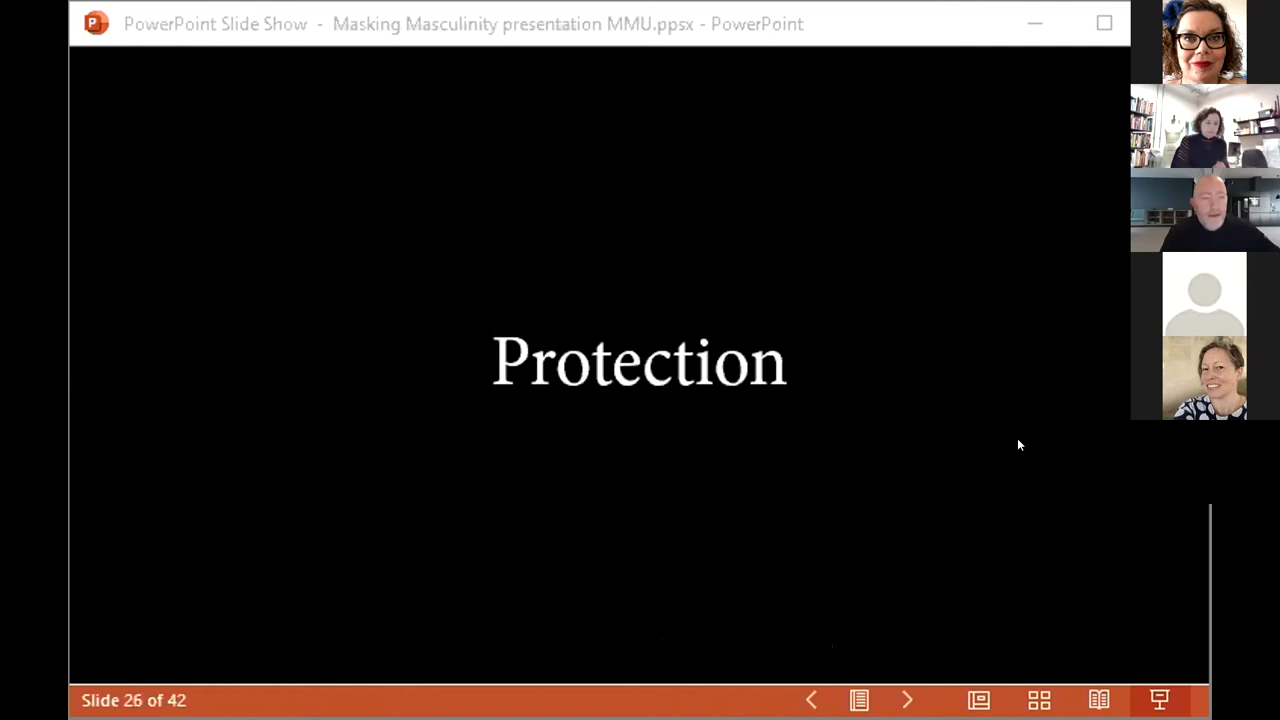 PowerPoint Slide Show - Masking Masculinity presentation MMU.ppsx - PowerPoint
Protection
Slide 26 of 42